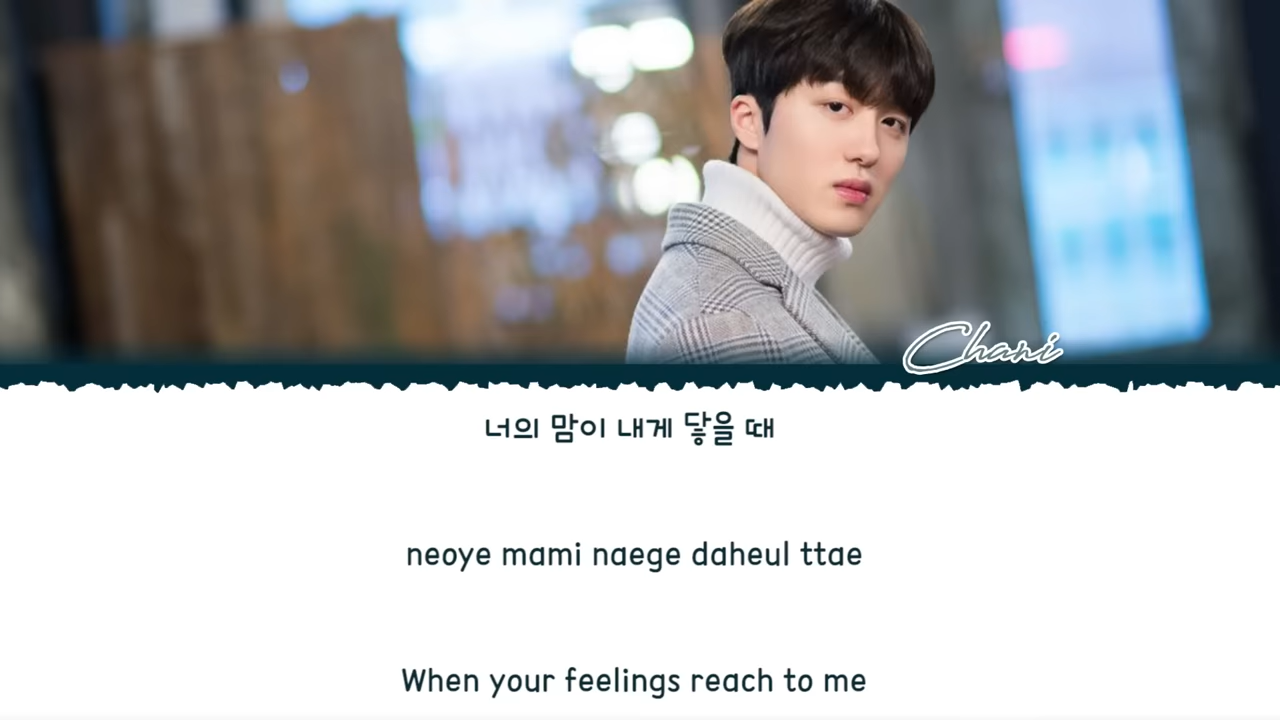 Chani
너의 맘이 내게 닿을 때
neoye mami naege daheul ttae
When your feelings reach to me